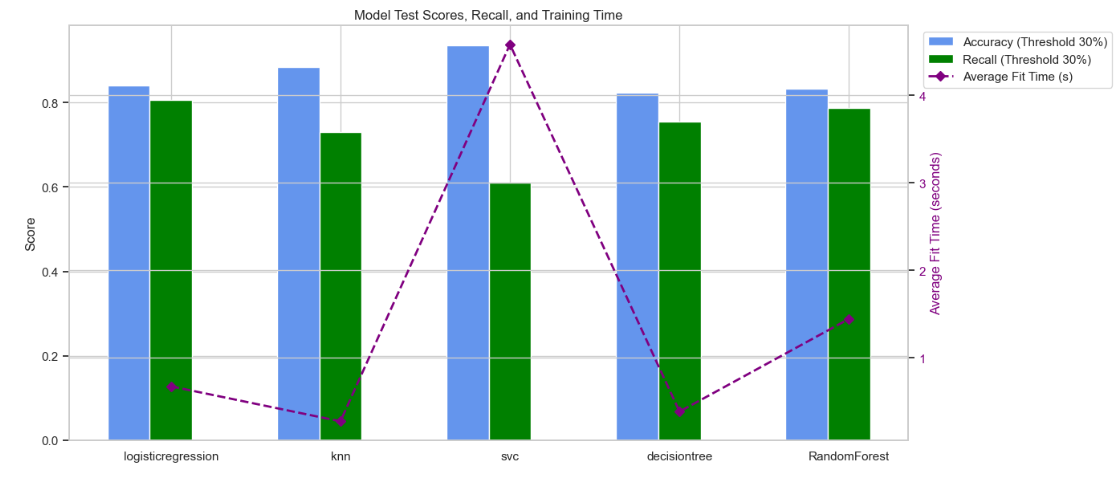 Model Test Scores, Recall, and Training Time
Accuracy (Threshold 30%)
Recall (Threshold 30%)
Average Fit Time (s)
Score
0.8
0.6
0.4
0.2
0.0
4
3
2
1
Average Fit Time (seconds)
logisticregression
knn
svc
decisiontree
RandomForest